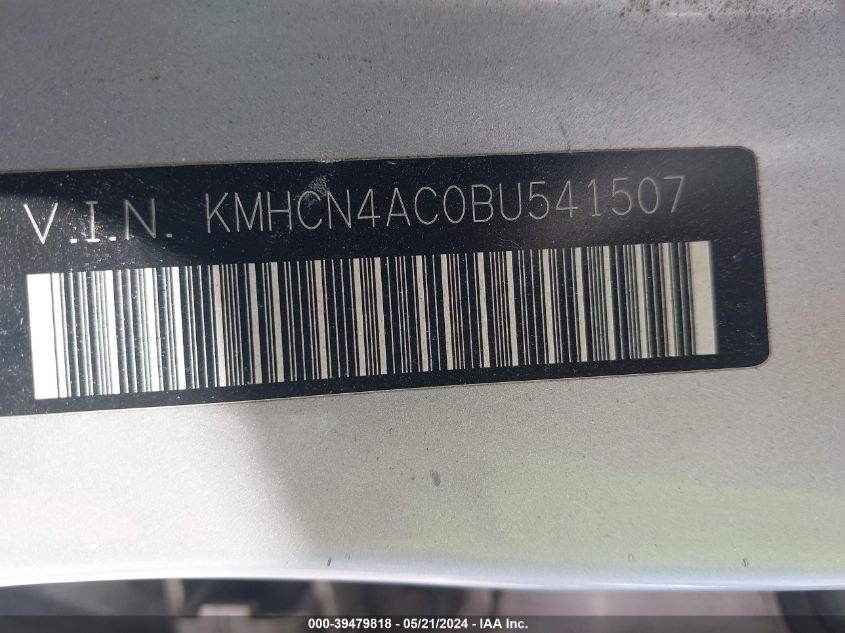 V.I.N. KMHCN4AC0BU541507
000-39479818 - 05/21/2024 - IAA Inc.